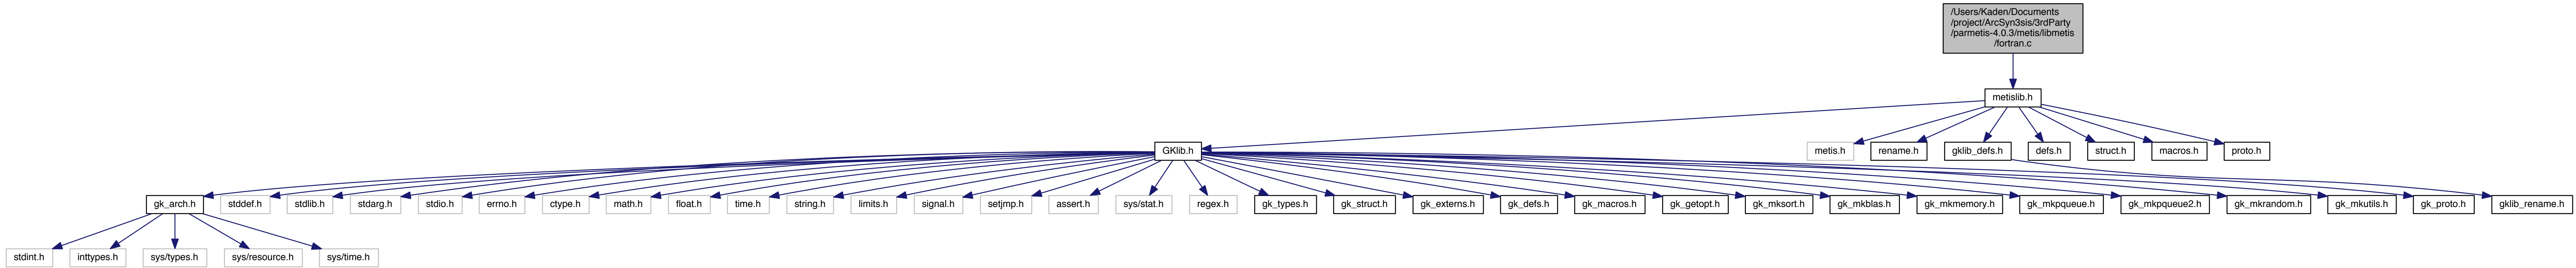 /Users/Kaden/Documents
/project/ArcSyn3sis/3rdParty
/parmetis-4.0.3/metis/libmetis
/fortran.c
metislib.h
GKlib.h
metis.h
rename.h
gklib_defs.h
defs.h
struct.h
macros.h
proto.h
gk_arch.h
stddef.h
stdlib.h
stdarg.h
stdio.h
errno.h
ctype.h
math.h
float.h
time.h
string.h
limits.h
signal.h
setjmp.h
assert.h
sys/stat.h
regex.h
gk_types.h
gk_struct.h
gk_externs.h
gk_defs.h
gk_macros.h
gk_getopt.h
gk_mksort.h
gk_mkblas.h
gk_mkmemory.h
gk_mkpqueue.h
gk_mkpqueue2.h
gk_mkrandom.h
gk_mkutils.h
gk_proto.h
gklib_rename.h
stdint.h
inttypes.h
sys/types.h
sys/resource.h
sys/time.h